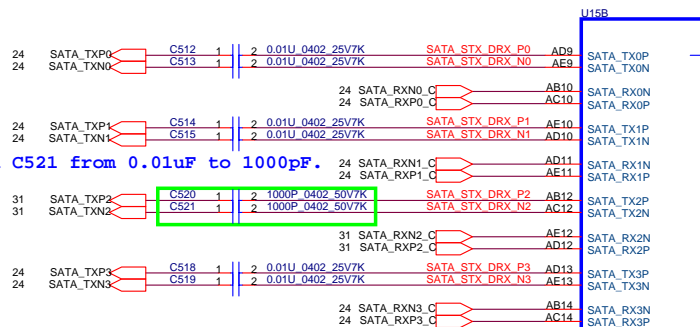 U15B
24 SATA_TXP0 C512 1 2 0.01U_0402_25V7K SATA_STX_DRX_P0 AD9 SATA_TX0P
24 SATA_TXN0 C513 1 2 0.01U_0402_25V7K SATA_STX_DRX_N0 AE9 SATA_TX0N
24 SATA_RXN0_C AB10 SATA_RX0N
24 SATA_RXP0_C AC10 SATA_RX0P
24 SATA_TXP1 C514 1 2 0.01U_0402_25V7K SATA_STX_DRX_P1 AE10 SATA_TX1P
24 SATA_TXN1 C515 1 2 0.01U_0402_25V7K SATA_STX_DRX_N1 AD10 SATA_TX1N
C521 from 0.01uF to 1000pF.
24 SATA_RXN1_C AD11 SATA_RX1N
24 SATA_RXP1_C AE11 SATA_RX1P
31 SATA_TXP2 C520 1 2 1000P_0402_50V7K SATA_STX_DRX_P2 AB12 SATA_TX2P
31 SATA_TXN2 C521 1 2 1000P_0402_50V7K SATA_STX_DRX_N2 AC12 SATA_TX2N
31 SATA_RXN2_C AE12 SATA_RX2N
31 SATA_RXP2_C AD12 SATA_RX2P
24 SATA_TXP3 C518 1 2 0.01U_0402_25V7K SATA_STX_DRX_P3 AD13 SATA_TX3P
24 SATA_TXN3 C519 1 2 0.01U_0402_25V7K SATA_STX_DRX_N3 AE13 SATA_TX3N
24 SATA_RXN3_C AB14 SATA_RX3N
24 SATA_RXP3_C AC14 SATA_RX3P